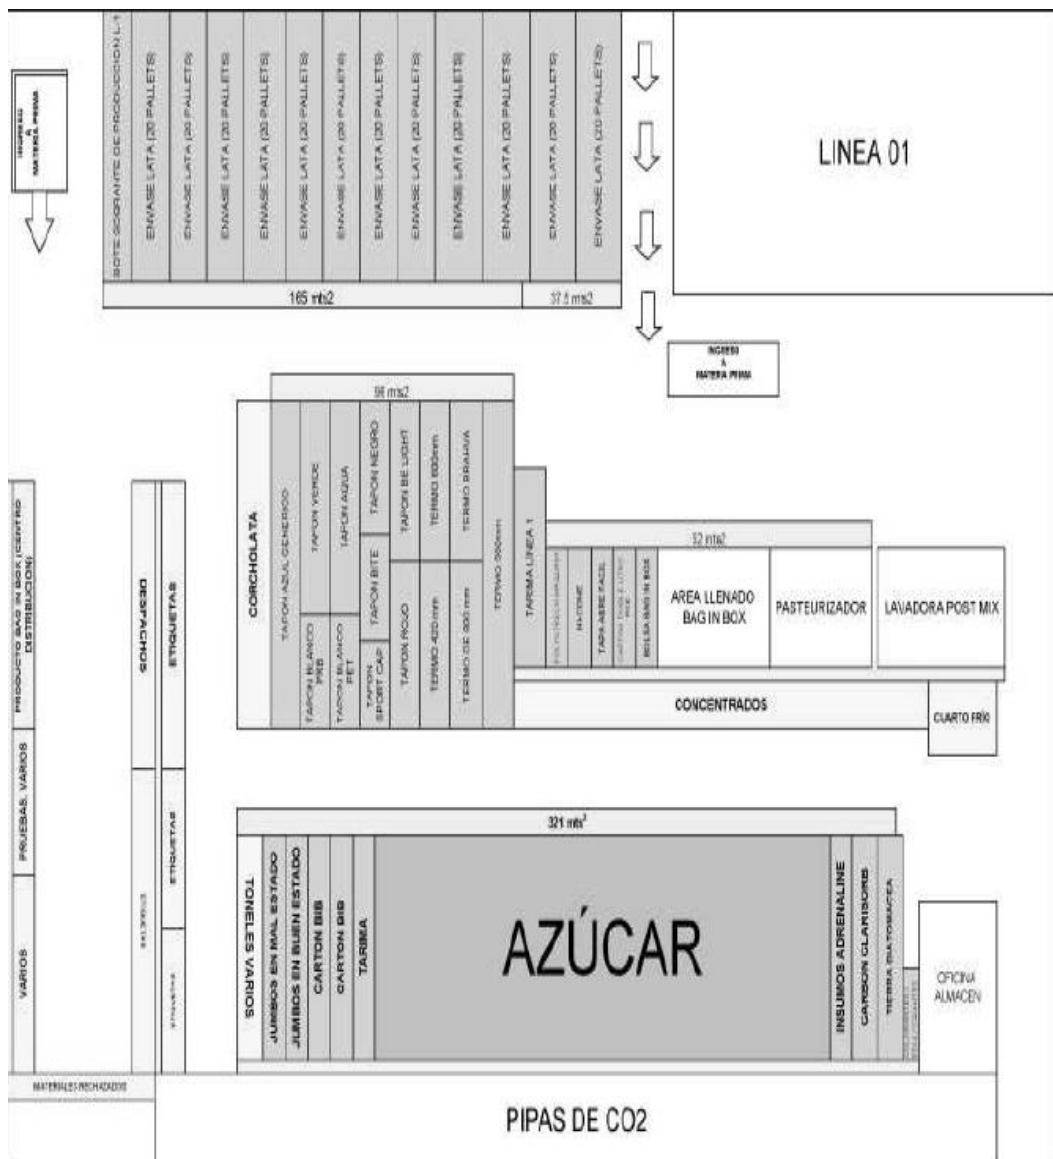 INGRESO
A
MATERIA PRIMA
BOTE SOBRANTE DE PRODUCCION L-1
ENVASE LATA (20 PALLETS)
ENVASE LATA (20 PALLETS)
ENVASE LATA (20 PALLETS)
ENVASE LATA (20 PALLETS)
ENVASE LATA (20 PALLETS)
ENVASE LATA (20 PALLETS)
ENVASE LATA (20 PALLETS)
ENVASE LATA (20 PALLETS)
ENVASE LATA (20 PALLETS)
ENVASE LATA (20 PALLETS)
ENVASE LATA (20 PALLETS)
ENVASE LATA (20 PALLETS)
LINEA 01
165 mts2
37.5 mts2
INGRESO
A
MATERIA PRIMA
96 mts2
CORCHOLATA
TAPON AZUL GENERICO
TAPON VERDE
TAPON BLANCO
PRB
TAPON AQUA
TAPON BLANCO
PET
TAPON NEGRO
TAPON BITE
TAPON
SPORT CAP
TAPON BE LIGHT
TAPON ROJO
TERMO 600mm
TERMO 420 mm
TERMO BRAHVA
TERMO DE 800 mm
TERMO 550mm
TARIMA LINEA 1
52 mts2
HI-CONE
TAPA ABRE FACIL
BOLSA BAG IN BOX
AREA LLENADO
BAG IN BOX
PASTEURIZADOR
LAVADORA POST MIX
CONCENTRADOS
CUARTO FRIO
PRODUCTO BAG IN BOX (CENTRO
DISTRIBUCION)
PRUEBAS, VARIOS
VARIOS
DESPACHOS
ETIQUETAS
ETIQUETAS
ETIQUETAS
ETIQUETAS
321 mts²
TONELES VARIOS
JUMBOS EN MAL ESTADO
JUMBOS EN BUEN ESTADO
CARTON BIB
CARTON BIB
TARIMA
AZÚCAR
INSUMOS ADRENALINE
CARBON CLARISORB
TIERRA DIATOMACEA
OFICINA
ALMACEN
MATERIALES RECHAZADOS
PIPAS DE CO2